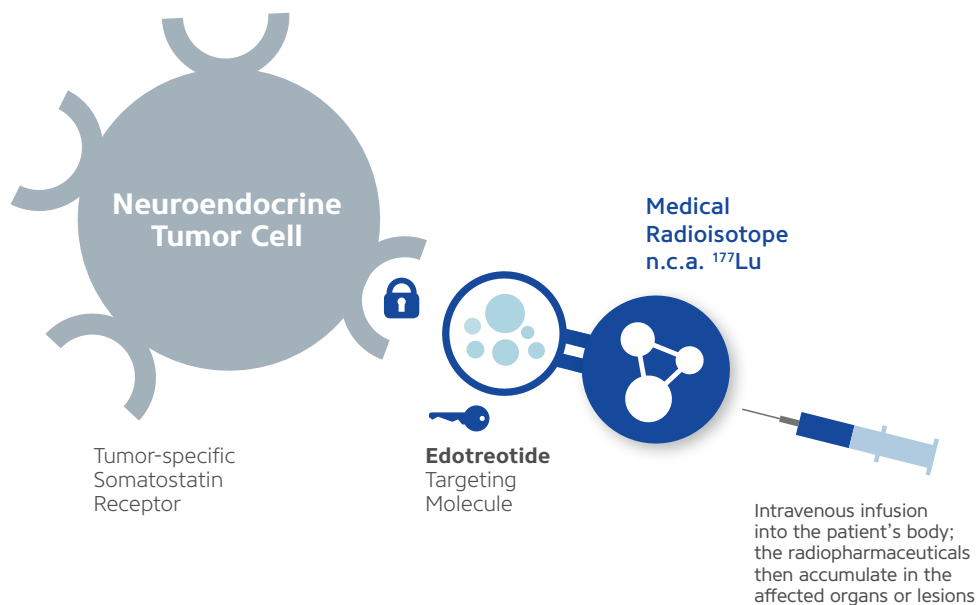 Neuroendocrine
Tumor Cell
Medical
Radioisotope
n.c.a. ¹⁷⁷Lu
Tumor-specific
Somatostatin
Receptor
Edotreotide
Targeting
Molecule
Intravenous infusion
into the patient’s body;
the radiopharmaceuticals
then accumulate in the
affected organs or lesions